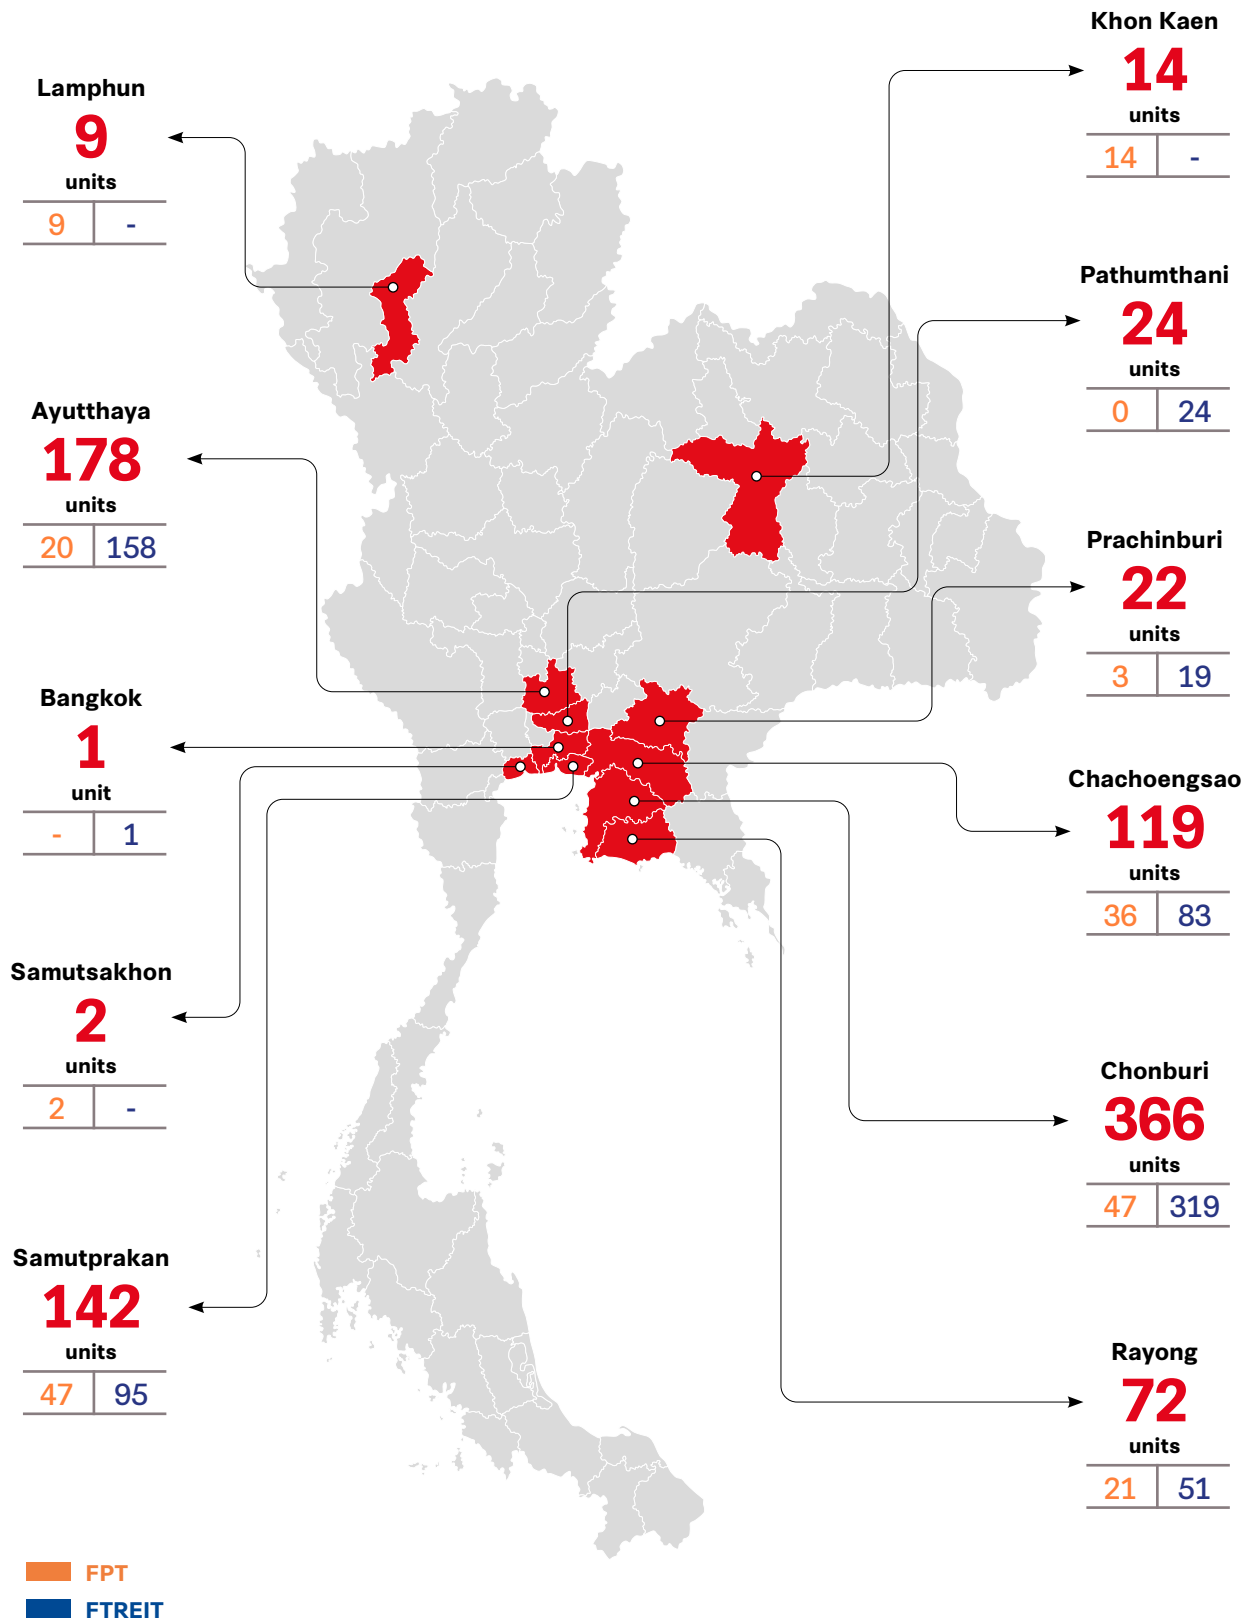 Lamphun
9
units
9 -
Ayutthaya
178
units
20 158
Bangkok
1
unit
- 1
Samutsakhon
2
units
2 -
Samutprakan
142
units
47 95
Khon Kaen
14
units
14 -
Pathumthani
24
units
0 24
Prachinburi
22
units
3 19
Chachoengsao
119
units
36 83
Chonburi
366
units
47 319
Rayong
72
units
21 51
FPT
FTREIT